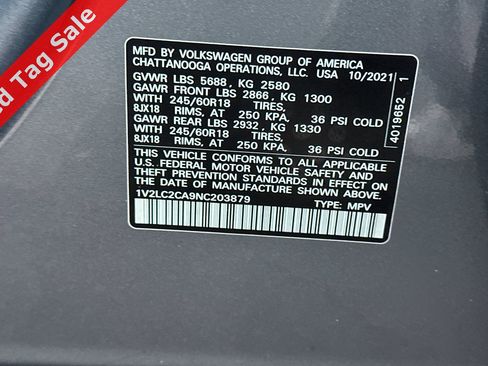 d Tag Sale
MFD BY VOLKSWAGEN GROUP OF AMERICA
CHATTANOOGA OPERATIONS, LLC. USA 10/2021
GVWR LBS 5688, KG 2580
GAWR FRONT LBS 2866, KG 1300
WITH 245/60R18 TIRES,
8JX18 RIMS, AT 250 KPA, 36 PSI COLD
GAWR REAR LBS 2932, KG 1330
WITH 245/60R18 TIRES,
8JX18 RIMS, AT 250 KPA, 36 PSI COLD
THIS VEHICLE CONFORMS TO ALL APPLICABLE
U.S. FEDERAL MOTOR VEHICLE SAFETY AND
THEFT PREVENTION STANDARDS IN EFFECT ON
THE DATE OF MANUFACTURE SHOWN ABOVE.
1V2LC2CA9NC203879 TYPE: MPV
4019652 1